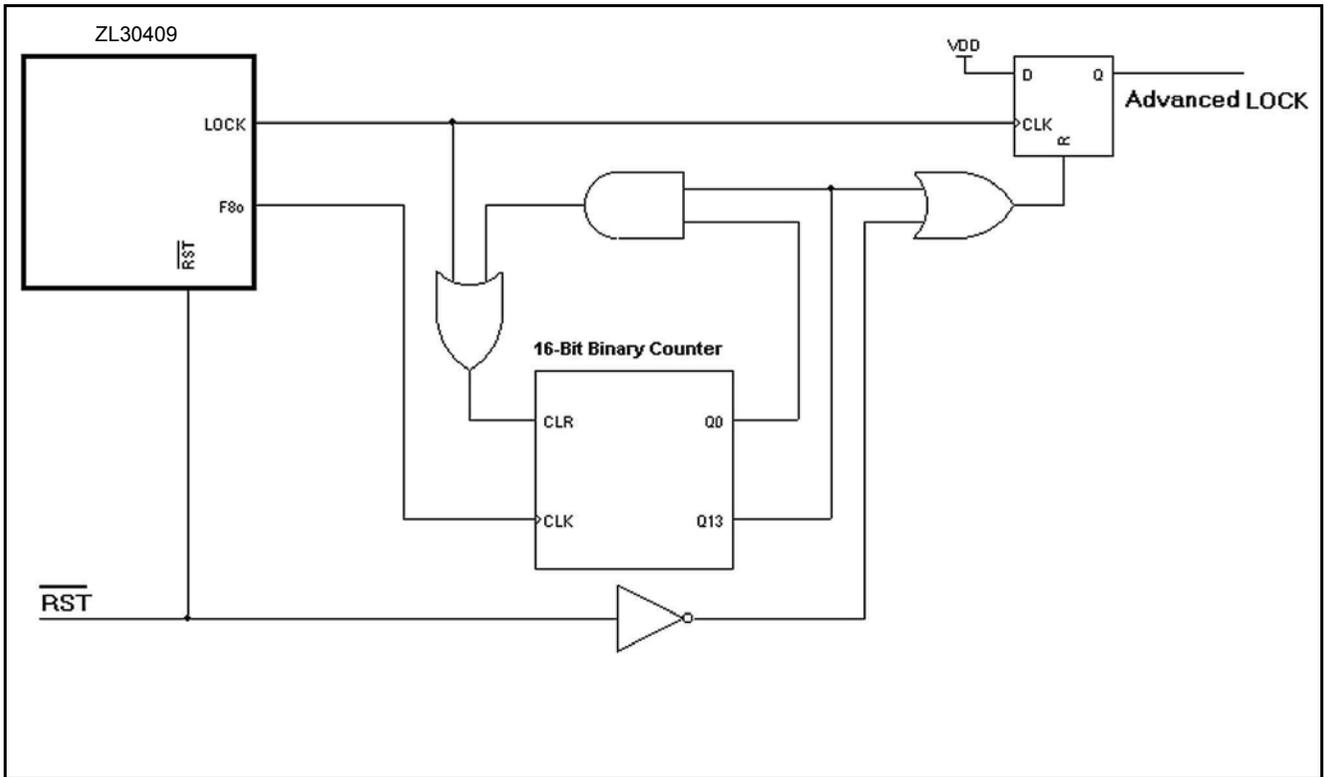 ZL30409
VDD
D
Q
Advanced LOCK
LOCK
CLK
R
F8o
RST
16-Bit Binary Counter
CLR
Q0
CLK
Q13
RST